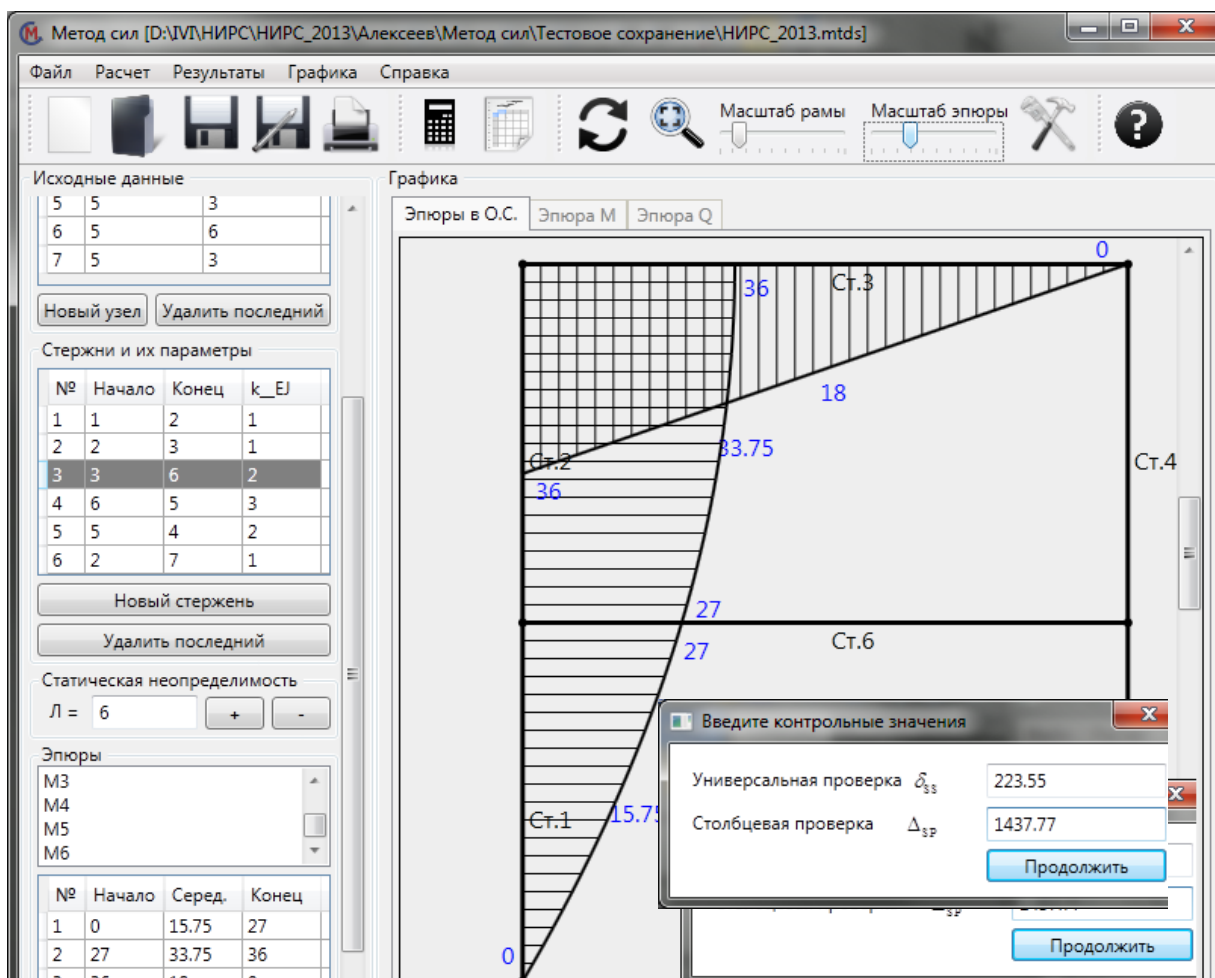 Метод сил [D:\IVI\НИРС\НИРС_2013\Алексеев\Метод сил\Тестовое сохранение\НИРС_2013.mtds]
Файл Расчет Результаты Графика Справка
Масштаб рамы Масштаб эпюры
Исходные данные
5 5 3
6 5 6
7 5 3
Новый узел Удалить последний
Стержни и их параметры
№ Начало Конец k__EJ
1 1 2 1
2 2 3 1
3 3 6 2
4 6 5 3
5 5 4 2
6 2 7 1
Новый стержень
Удалить последний
Статическая неопределимость
Л = 6 + -
Эпюры
M3
M4
M5
M6
№ Начало Серед. Конец
1 0 15.75 27
2 27 33.75 36
Графика
Эпюры в О.С. Эпюра M Эпюра Q
0
36 Ст.3
18
33.75
Ст.2 Ст.4
36
27
Ст.6
27
Ст.1 15.75
0
Введите контрольные значения
Универсальная проверка δss 223.55
Столбцевая проверка Δsp 1437.77
Продолжить
Продолжить